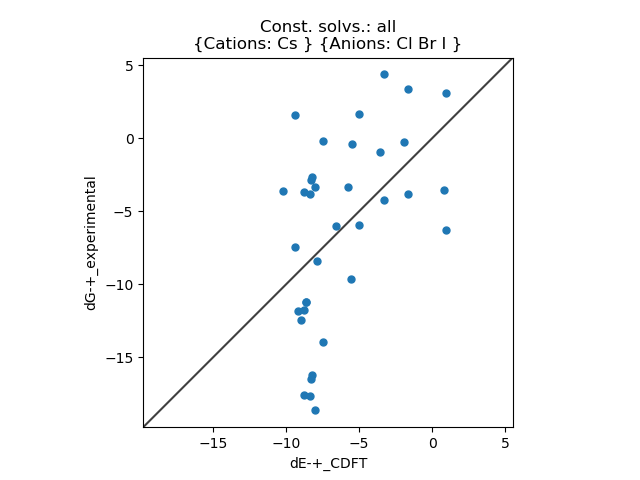 Const. solvs.: all
{Cations: Cs } {Anions: Cl Br I }
5
0
−5
−10
−15
dG-+_experimental
−15
−10
−5
0
5
dE-+_CDFT